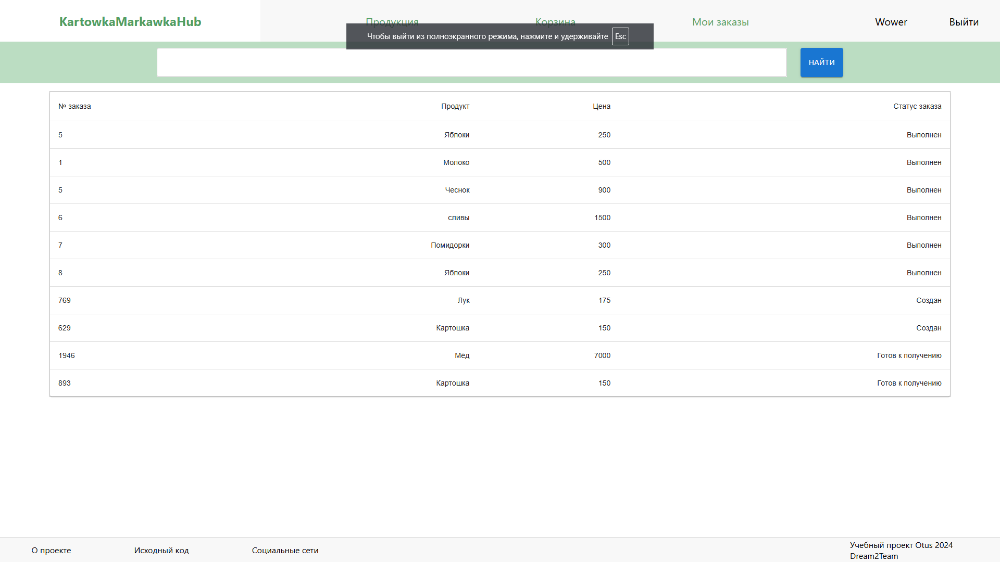 KartowkaMarkawkaHub
Продукция Корзина Мои заказы Wower Выйти
Чтобы выйти из полноэкранного режима, нажмите и удерживайте Esc
НАЙТИ
№ заказа Продукт Цена Статус заказа
5 Яблоки 250 Выполнен
1 Молоко 500 Выполнен
5 Чеснок 900 Выполнен
6 сливы 1500 Выполнен
7 Помидорки 300 Выполнен
8 Яблоки 250 Выполнен
769 Лук 175 Создан
629 Картошка 150 Создан
1946 Мёд 7000 Готов к получению
893 Картошка 150 Готов к получению
О проекте Исходный код Социальные сети
Учебный проект Otus 2024
Dream2Team